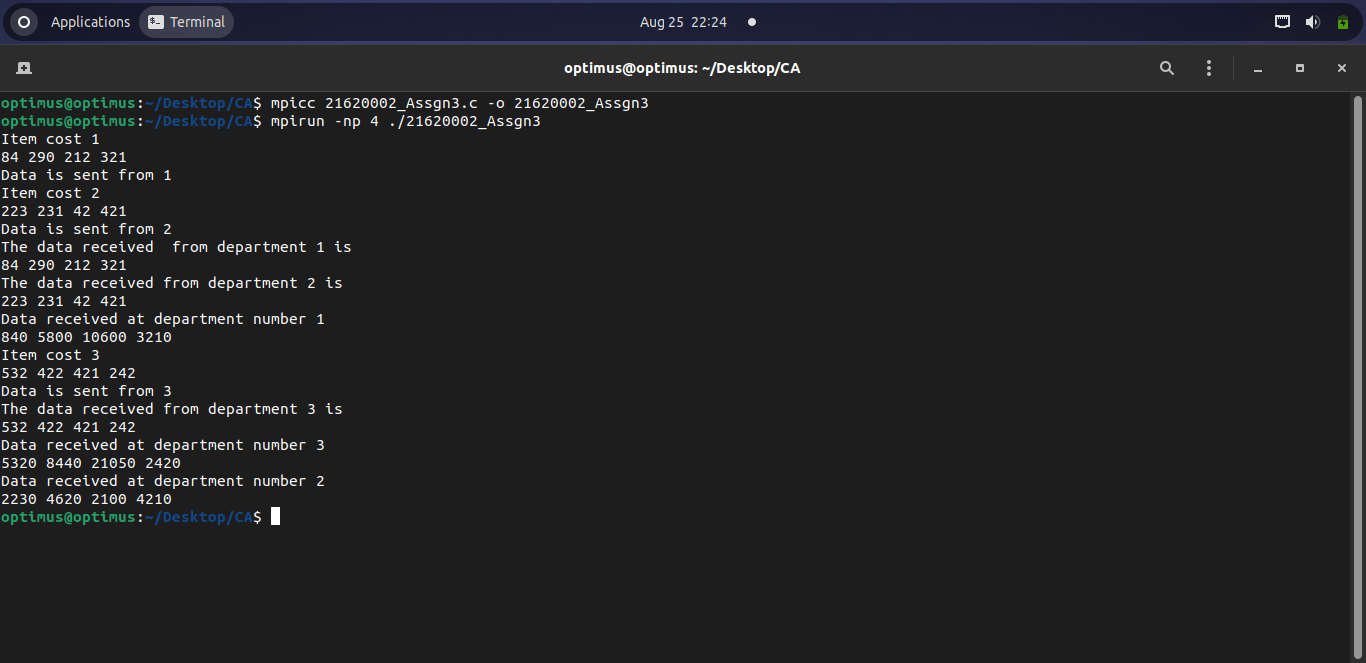 Applications Terminal Aug 25 22:24
optimus@optimus: ~/Desktop/CA
optimus@optimus:~/Desktop/CA$ mpicc 21620002_Assgn3.c -o 21620002_Assgn3
optimus@optimus:~/Desktop/CA$ mpirun -np 4 ./21620002_Assgn3
Item cost 1
84 290 212 321
Data is sent from 1
Item cost 2
223 231 42 421
Data is sent from 2
The data received  from department 1 is
84 290 212 321
The data received from department 2 is
223 231 42 421
Data received at department number 1
840 5800 10600 3210
Item cost 3
532 422 421 242
Data is sent from 3
The data received from department 3 is
532 422 421 242
Data received at department number 3
5320 8440 21050 2420
Data received at department number 2
2230 4620 2100 4210
optimus@optimus:~/Desktop/CA$